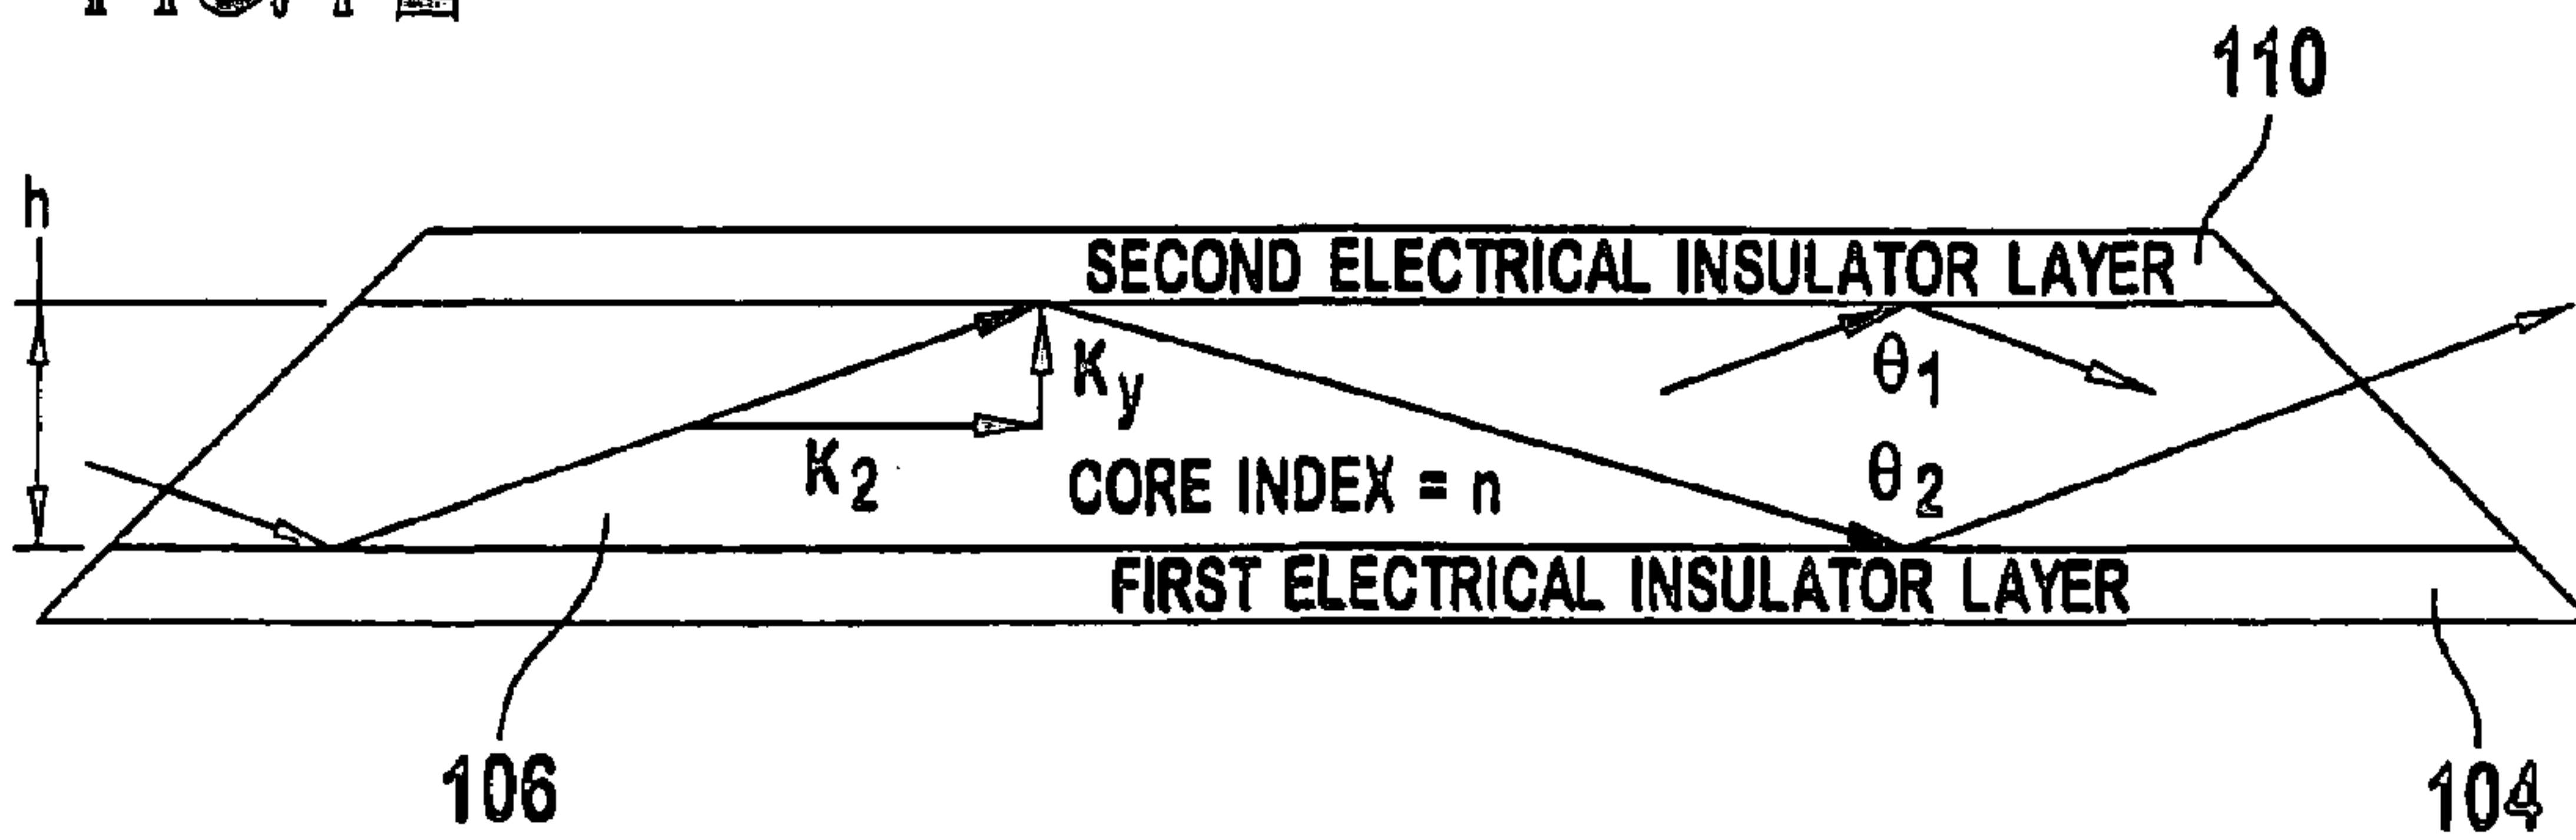 110
h
SECOND ELECTRICAL INSULATOR LAYER
Ky
θ1
K2
CORE INDEX = n
θ2
FIRST ELECTRICAL INSULATOR LAYER
106
104